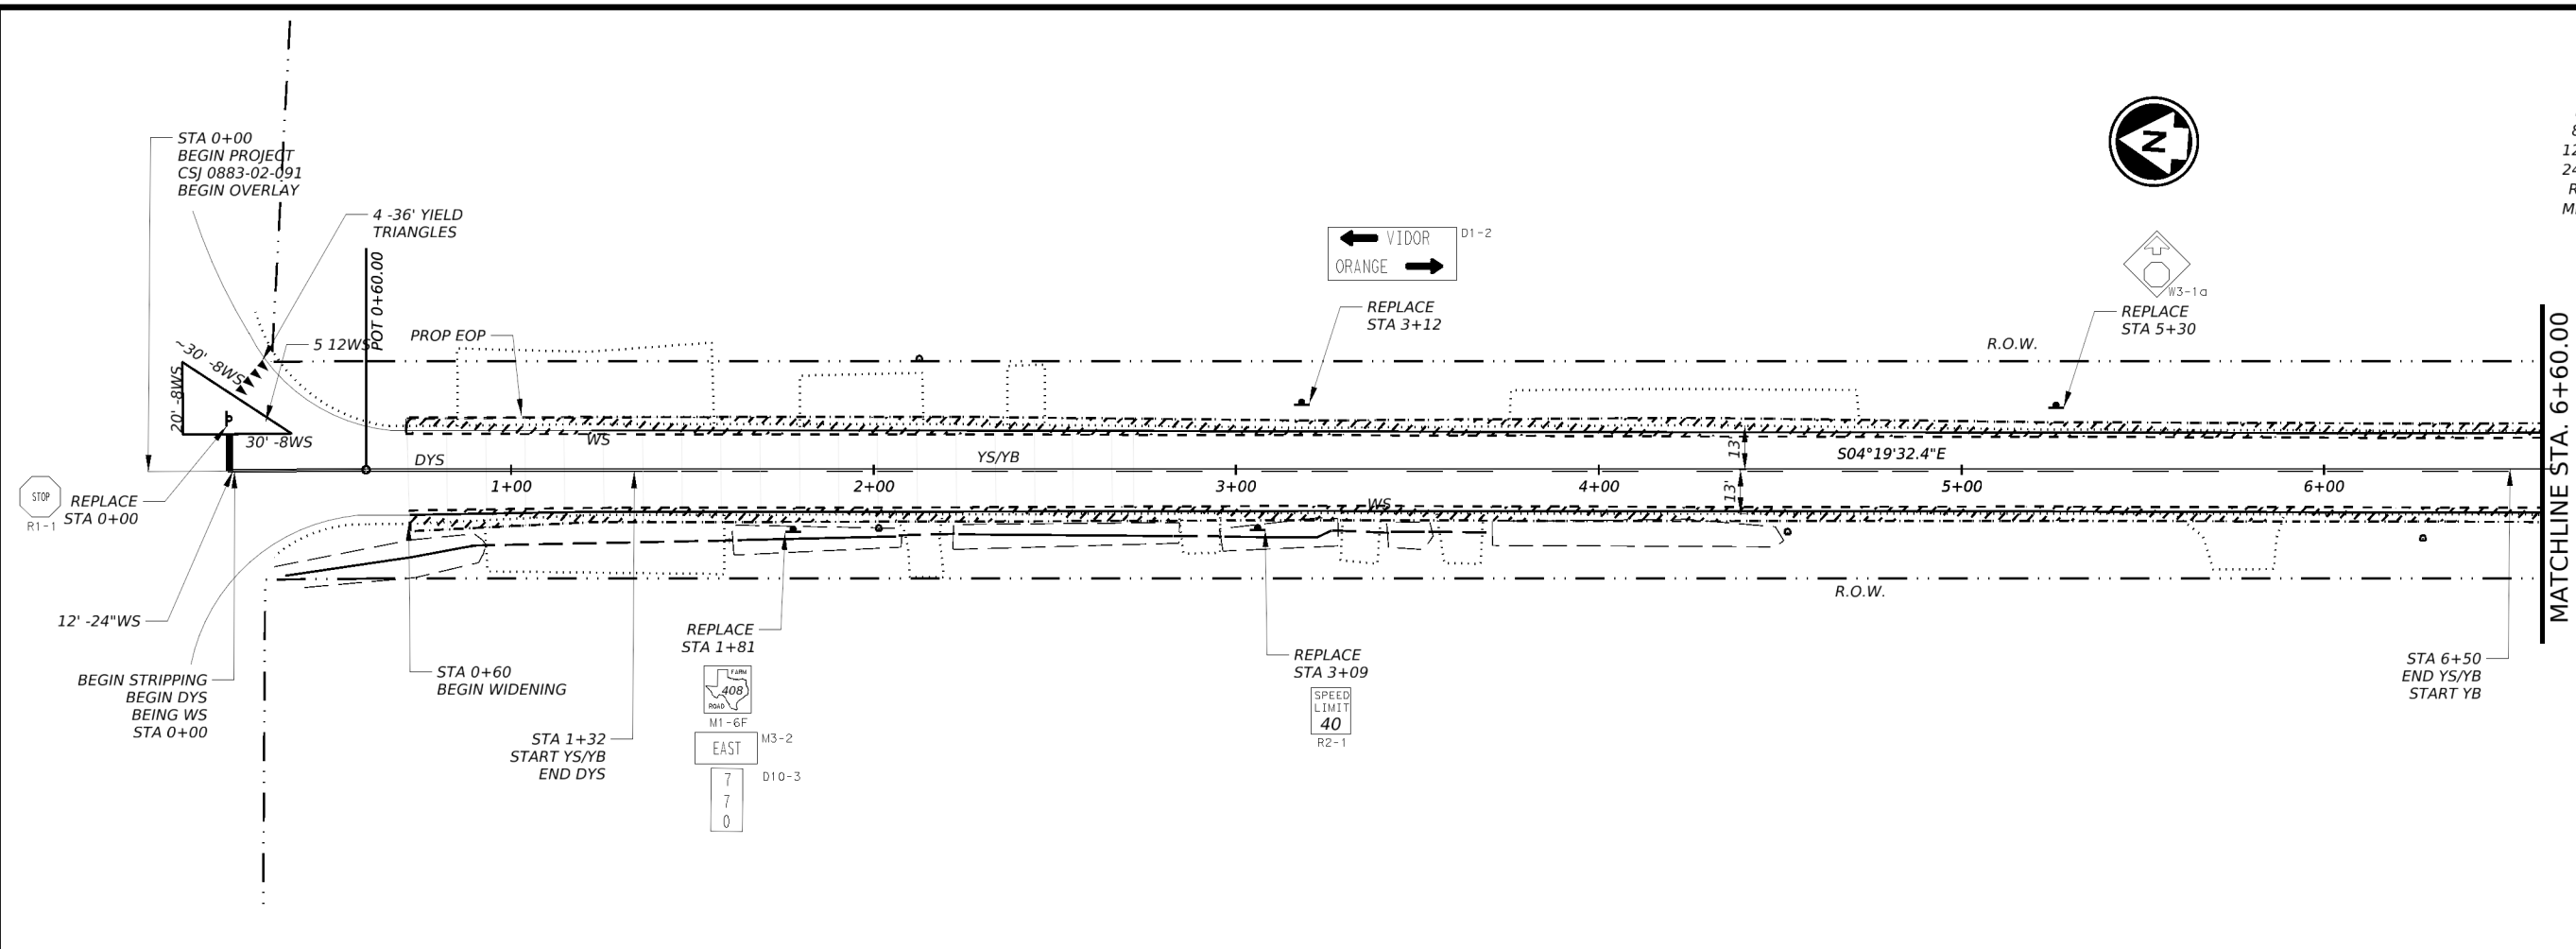 STA 0+00
BEGIN PROJECT
CSJ 0883-02-091
BEGIN OVERLAY
4 -36' YIELD
TRIANGLES
POT 0+60.00
PROP EOP
5 12WS
~30' -8WS
20' -8WS
30' -8WS
VIDOR
ORANGE
D1-2
REPLACE
STA 3+12
N
W3-1a
REPLACE
STA 5+30
8
12
24
R.O.W.
MATCHLINE STA. 6+60.00
WS
DYS
YS/YB
13'
S04°19'32.4"E
1+00
2+00
3+00
4+00
5+00
6+00
13'
WS
STOP
R1-1
REPLACE
STA 0+00
12' -24"WS
BEGIN STRIPPING
BEGIN DYS
BEING WS
STA 0+00
STA 0+60
BEGIN WIDENING
STA 1+32
START YS/YB
END DYS
REPLACE
STA 1+81
FARM
408
ROAD
M1-6F
EAST
M3-2
7
7
0
D10-3
REPLACE
STA 3+09
SPEED
LIMIT
40
R2-1
R.O.W.
STA 6+50
END YS/YB
START YB